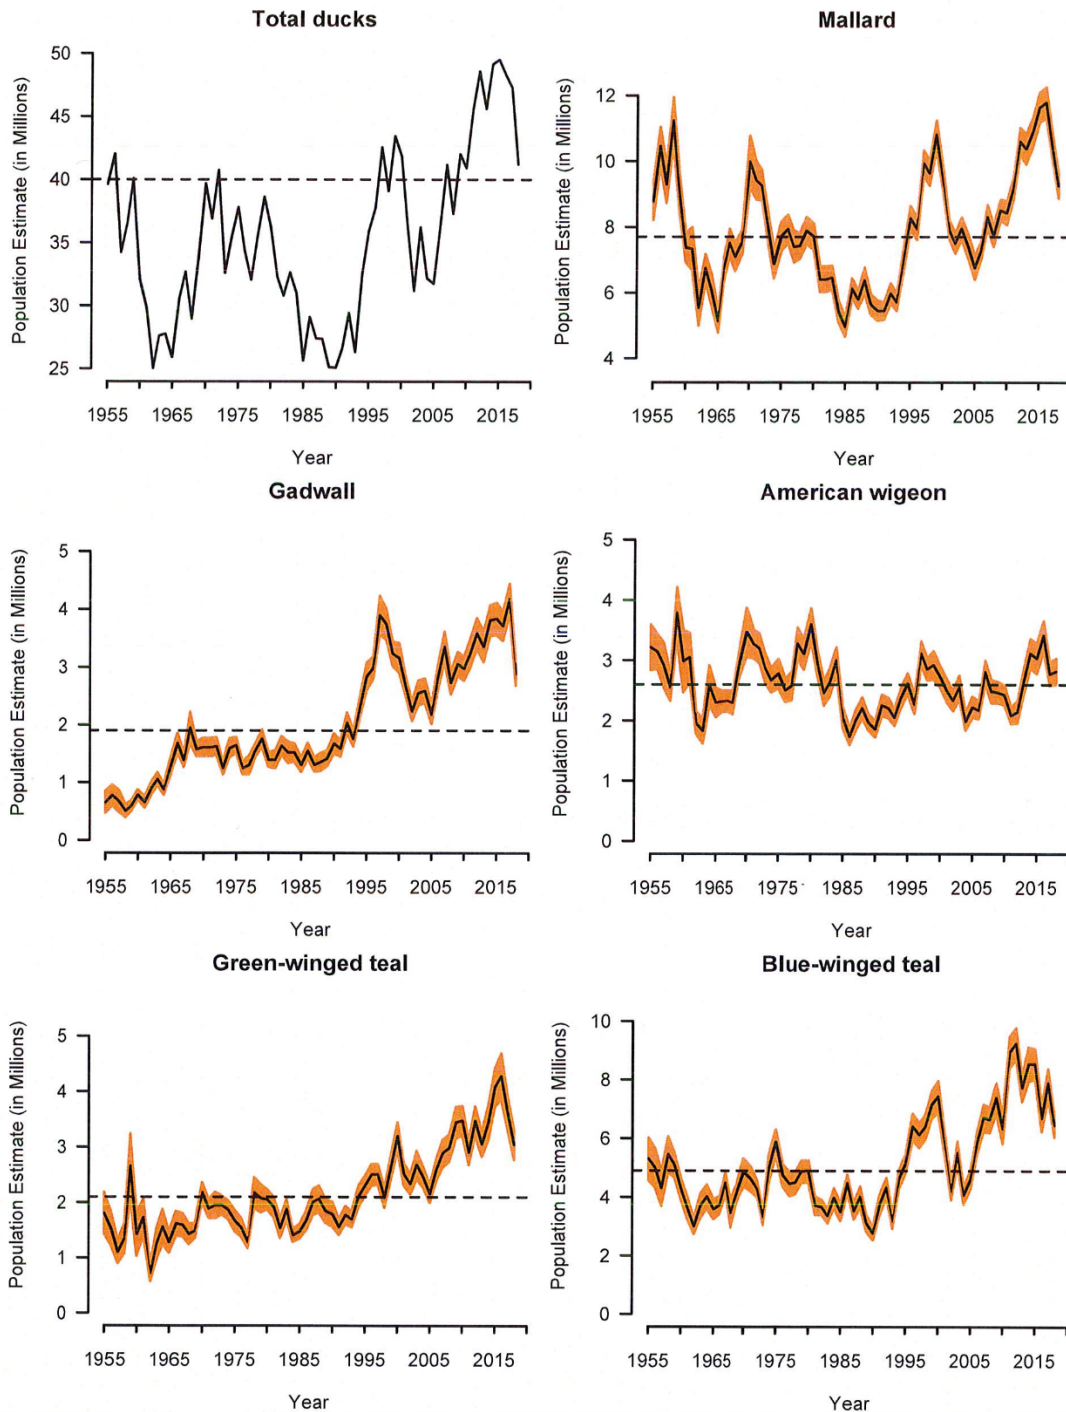 Total ducks
Population Estimate (in Millions)
50
45
40
35
30
25
1955 1965 1975 1985 1995 2005 2015
Year
Mallard
Population Estimate (in Millions)
12
10
8
6
4
1955 1965 1975 1985 1995 2005 2015
Year
Gadwall
Population Estimate (in Millions)
5
4
3
2
1
0
1955 1965 1975 1985 1995 2005 2015
Year
American wigeon
Population Estimate (in Millions)
5
4
3
2
1
0
1955 1965 1975 1985 1995 2005 2015
Year
Green-winged teal
Population Estimate (in Millions)
5
4
3
2
1
0
1955 1965 1975 1985 1995 2005 2015
Year
Blue-winged teal
Population Estimate (in Millions)
10
8
6
4
2
0
1955 1965 1975 1985 1995 2005 2015
Year